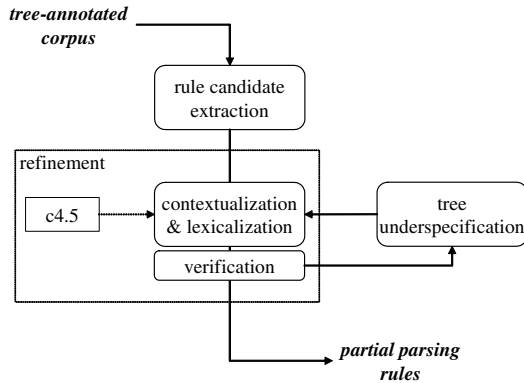 tree-annotated
corpus
rule candidate
extraction
refinement
c4.5
contextualization
& lexicalization
tree
underspecification
verification
partial parsing
rules